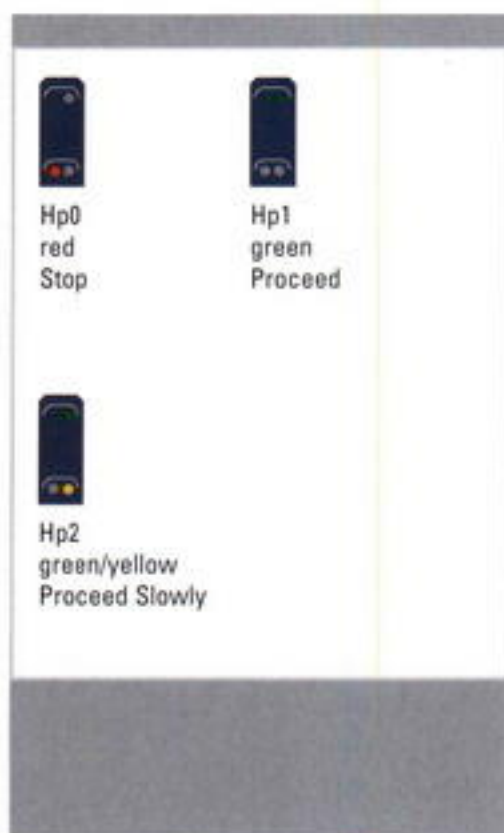 Hp0
red
Stop
Hp1
green
Proceed
Hp2
green/yellow
Proceed Slowly